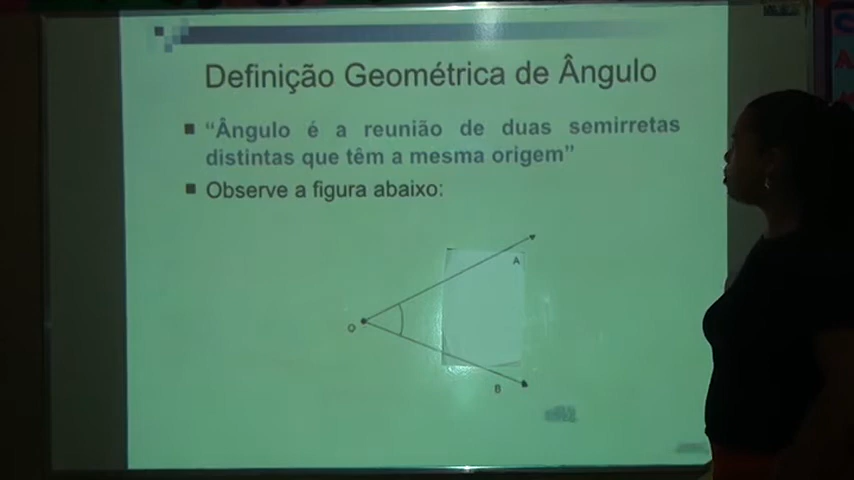 Definição Geométrica de Ângulo
“Ângulo é a reunião de duas semirretas
distintas que têm a mesma origem”
Observe a figura abaixo:
A
O
B